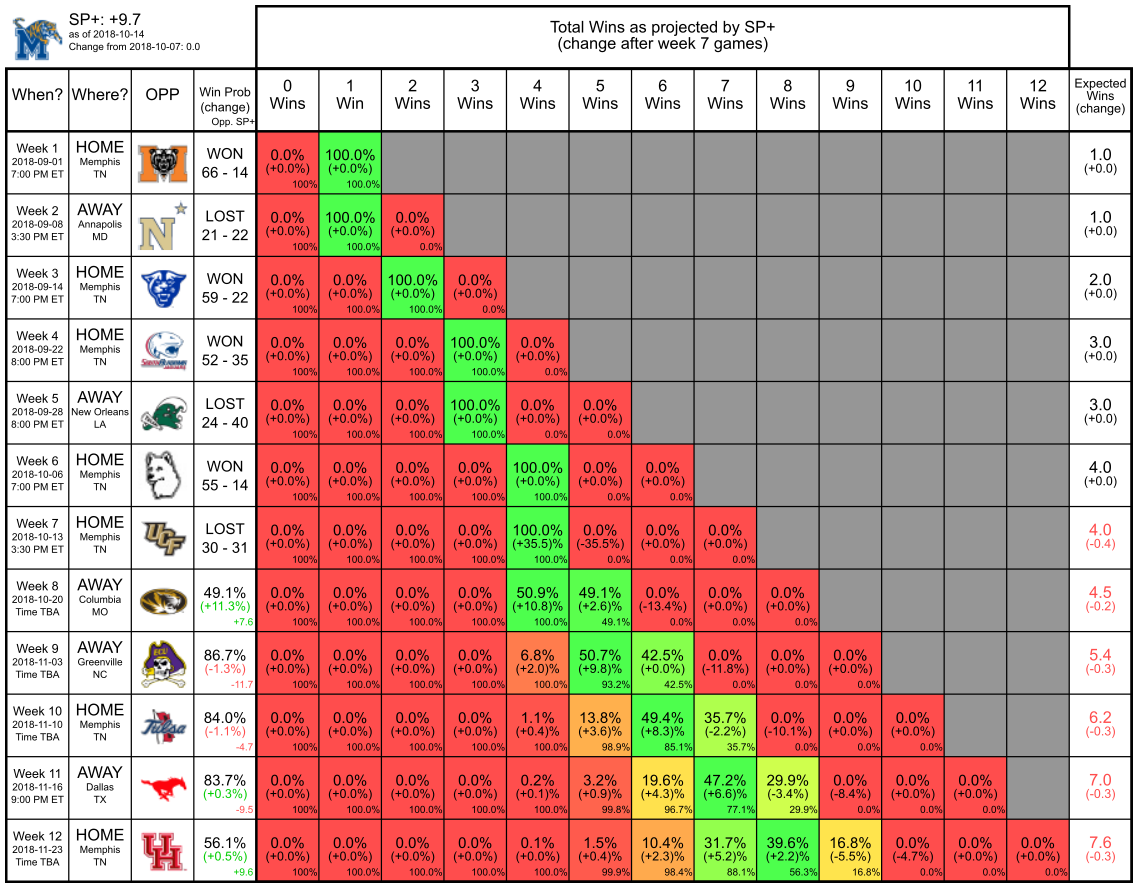 SP+: +9.7
as of 2018-10-14
Change from 2018-10-07: 0.0
Total Wins as projected by SP+
(change after week 7 games)
When? Where? OPP Win Prob (change) Opp. SP+ 0 Wins 1 Win 2 Wins 3 Wins 4 Wins 5 Wins 6 Wins 7 Wins 8 Wins 9 Wins 10 Wins 11 Wins 12 Wins Expected Wins (change)
Week 1 HOME WON 0.0% 100.0% 1.0
2018-09-01 Memphis M (+0.0%) (+0.0%) (+0.0)
7:00 PM ET TN 66 - 14 100% 100.0%
Week 2 AWAY LOST 0.0% 100.0% 0.0% 1.0
2018-09-08 Annapolis N (+0.0%) (+0.0%) (+0.0%) (+0.0)
3:30 PM ET MD 21 - 22 100% 100.0% 0.0%
Week 3 HOME WON 0.0% 0.0% 100.0% 0.0% 2.0
2018-09-14 Memphis (+0.0%) (+0.0%) (+0.0%) (+0.0%) (+0.0)
7:00 PM ET TN 59 - 22 100% 100.0% 100.0% 0.0%
Week 4 HOME WON 0.0% 0.0% 0.0% 100.0% 0.0% 3.0
2018-09-22 Memphis (+0.0%) (+0.0%) (+0.0%) (+0.0%) (+0.0%) (+0.0)
8:00 PM ET TN 52 - 35 100% 100.0% 100.0% 100.0% 0.0%
Week 5 AWAY LOST 0.0% 0.0% 0.0% 100.0% 0.0% 0.0% 3.0
2018-09-28 New Orleans (+0.0%) (+0.0%) (+0.0%) (+0.0%) (+0.0%) (+0.0%) (+0.0)
8:00 PM ET LA 24 - 40 100% 100.0% 100.0% 100.0% 0.0% 0.0%
Week 6 HOME WON 0.0% 0.0% 0.0% 0.0% 100.0% 0.0% 0.0% 4.0
2018-10-06 Memphis (+0.0%) (+0.0%) (+0.0%) (+0.0%) (+0.0%) (+0.0%) (+0.0%) (+0.0)
7:00 PM ET TN 55 - 14 100% 100.0% 100.0% 100.0% 100.0% 0.0% 0.0%
Week 7 HOME LOST 0.0% 0.0% 0.0% 0.0% 100.0% 0.0% 0.0% 0.0% 4.0
2018-10-13 Memphis UCF (+0.0%) (+0.0%) (+0.0%) (+0.0%) (+35.5)% (-35.5%) (+0.0%) (+0.0%) (-0.4)
3:30 PM ET TN 30 - 31 100% 100.0% 100.0% 100.0% 100.0% 0.0% 0.0% 0.0%
Week 8 AWAY 49.1% 0.0% 0.0% 0.0% 0.0% 50.9% 49.1% 0.0% 0.0% 0.0% 4.5
2018-10-20 Columbia (+11.3%) (+0.0%) (+0.0%) (+0.0%) (+0.0%) (+10.8)% (+2.6)% (-13.4%) (+0.0%) (+0.0%) (-0.2)
Time TBA MO +7.6 100% 100.0% 100.0% 100.0% 100.0% 49.1% 0.0% 0.0% 0.0%
Week 9 AWAY ECU 86.7% 0.0% 0.0% 0.0% 0.0% 6.8% 50.7% 42.5% 0.0% 0.0% 0.0% 5.4
2018-11-03 Greenville (-1.3%) (+0.0%) (+0.0%) (+0.0%) (+0.0%) (+2.0)% (+9.8)% (+0.0)% (-11.8%) (+0.0%) (+0.0%) (-0.3)
Time TBA NC -11.7 100% 100.0% 100.0% 100.0% 100.0% 93.2% 42.5% 0.0% 0.0% 0.0%
Week 10 HOME 84.0% 0.0% 0.0% 0.0% 0.0% 1.1% 13.8% 49.4% 35.7% 0.0% 0.0% 0.0% 6.2
2018-11-10 Memphis Tulsa (-1.1%) (+0.0%) (+0.0%) (+0.0%) (+0.0%) (+0.4)% (+3.6)% (+8.3)% (-2.2)% (-10.1%) (+0.0%) (+0.0%) (-0.3)
Time TBA TN -4.7 100% 100.0% 100.0% 100.0% 100.0% 98.9% 85.1% 35.7% 0.0% 0.0% 0.0%
Week 11 AWAY 83.7% 0.0% 0.0% 0.0% 0.0% 0.2% 3.2% 19.6% 47.2% 29.9% 0.0% 0.0% 0.0% 7.0
2018-11-16 Dallas (+0.3%) (+0.0%) (+0.0%) (+0.0%) (+0.0%) (+0.1)% (+0.9)% (+4.3)% (+6.6)% (-3.4)% (-8.4%) (+0.0%) (+0.0%) (-0.3)
9:00 PM ET TX -9.5 100% 100.0% 100.0% 100.0% 100.0% 99.8% 96.7% 77.1% 29.9% 0.0% 0.0% 0.0%
Week 12 HOME 56.1% 0.0% 0.0% 0.0% 0.0% 0.1% 1.5% 10.4% 31.7% 39.6% 16.8% 0.0% 0.0% 0.0% 7.6
2018-11-23 Memphis UH (+0.5%) (+0.0%) (+0.0%) (+0.0%) (+0.0%) (+0.0)% (+0.4)% (+2.3)% (+5.2)% (+2.2)% (-5.5)% (-4.7%) (+0.0%) (+0.0%) (-0.3)
Time TBA TN +9.6 100% 100.0% 100.0% 100.0% 100.0% 99.9% 98.4% 88.1% 56.3% 16.8% 0.0% 0.0% 0.0%